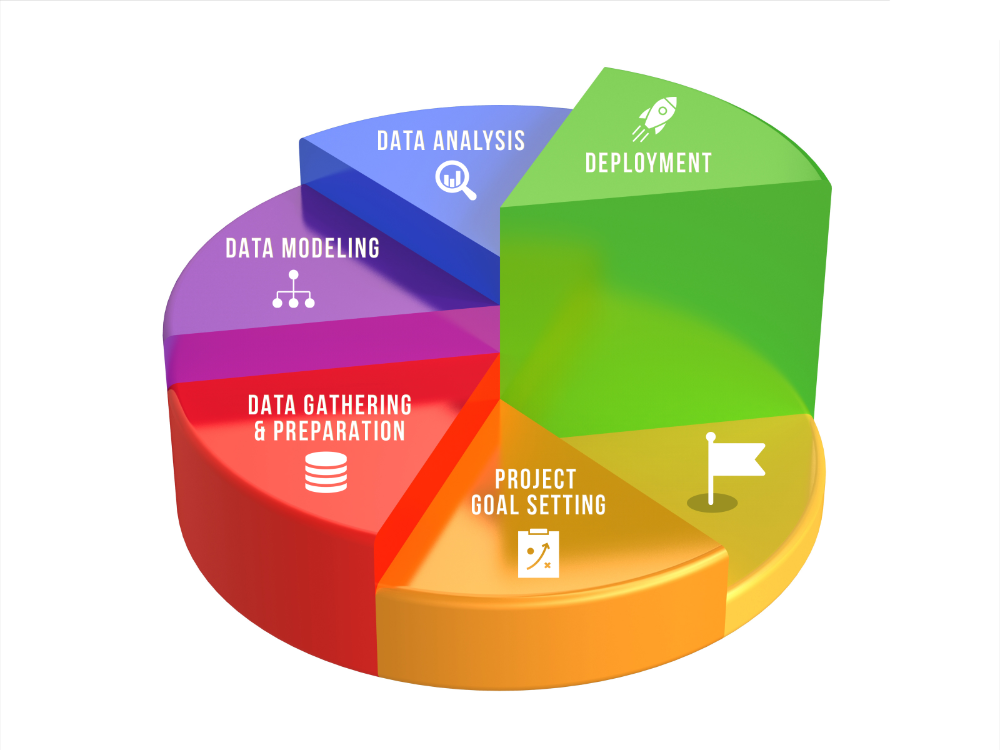 DATA ANALYSIS
DEPLOYMENT
DATA MODELING
DATA GATHERING
& PREPARATION
PROJECT
GOAL SETTING